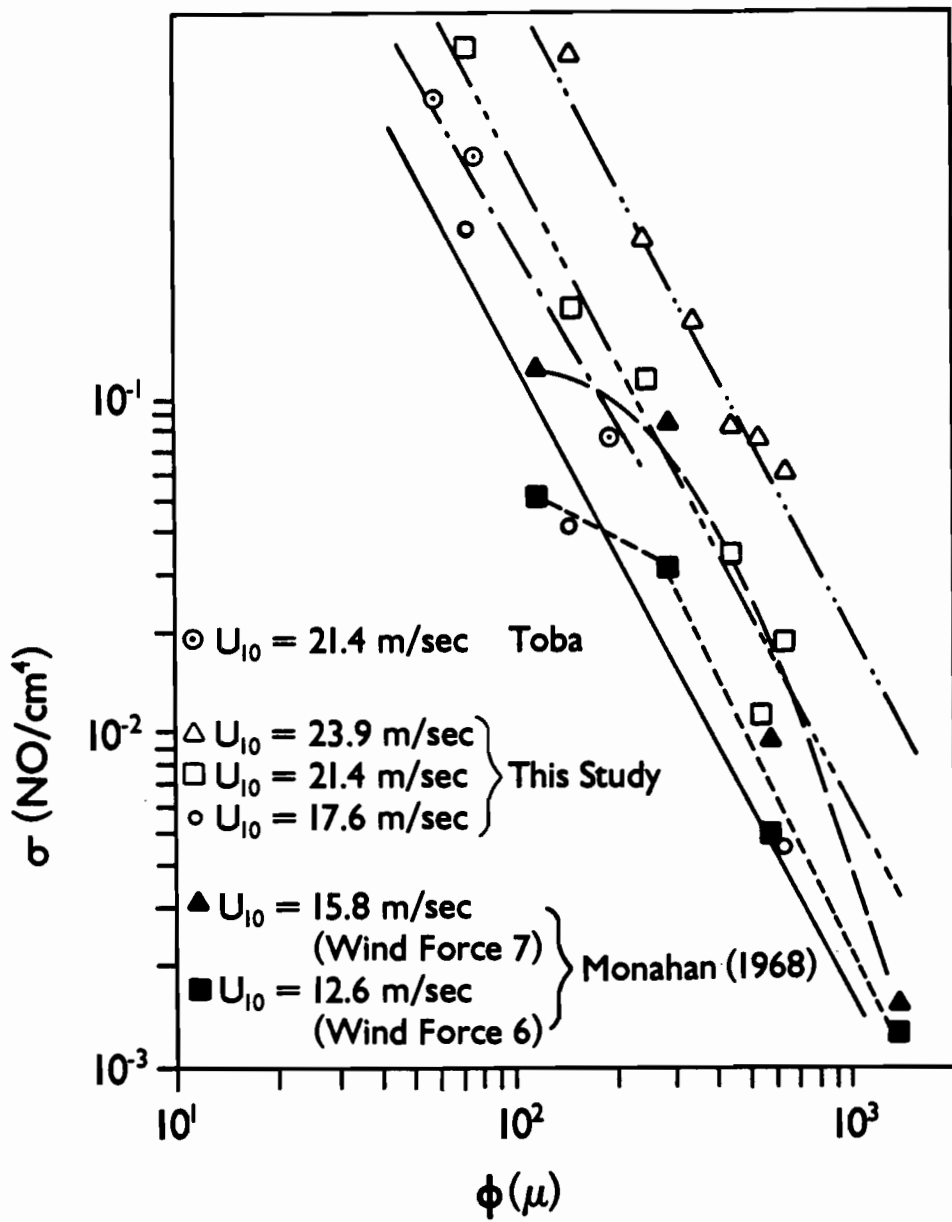 10⁻¹
10⁻²
10⁻³
σ (NO/cm⁴)
⊙ U₁₀ = 21.4 m/sec Toba
△ U₁₀ = 23.9 m/sec
□ U₁₀ = 21.4 m/sec
○ U₁₀ = 17.6 m/sec
This Study
▲ U₁₀ = 15.8 m/sec
(Wind Force 7)
■ U₁₀ = 12.6 m/sec
(Wind Force 6)
Monahan (1968)
10¹ 10² 10³
ϕ(μ)